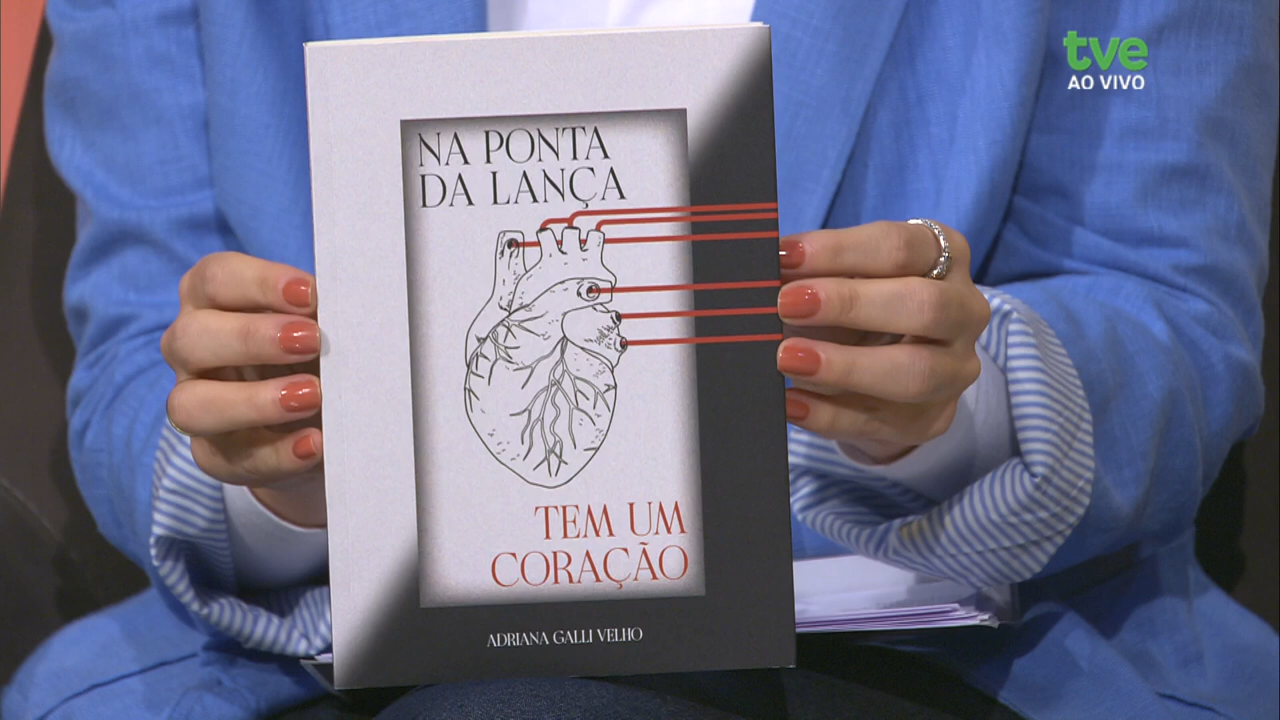 tve
AO VIVO
NA PONTA
DA LANÇA
TEM UM
CORAÇÃO
ADRIANA GALLI VELHO